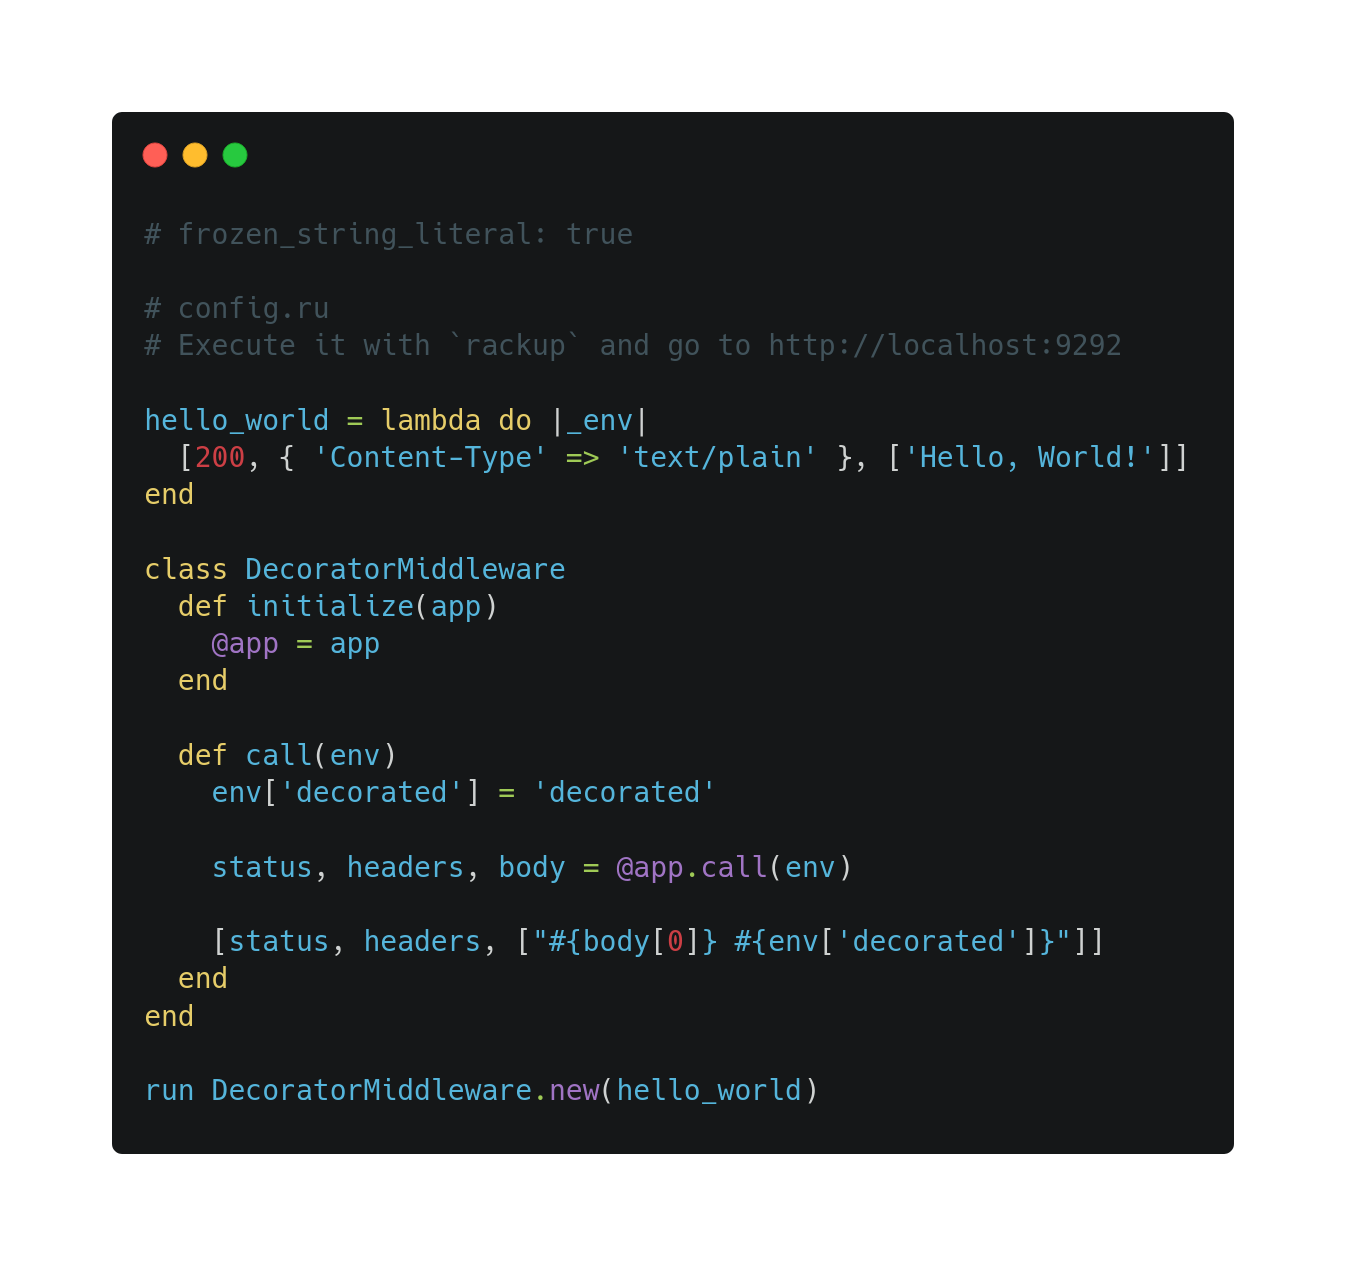 # frozen_string_literal: true

# config.ru
# Execute it with `rackup` and go to http://localhost:9292

hello_world = lambda do |_env|
  [200, { 'Content-Type' => 'text/plain' }, ['Hello, World!']]
end

class DecoratorMiddleware
  def initialize(app)
    @app = app
  end

  def call(env)
    env['decorated'] = 'decorated'

    status, headers, body = @app.call(env)

    [status, headers, ["#{body[0]} #{env['decorated']}"]]
  end
end

run DecoratorMiddleware.new(hello_world)